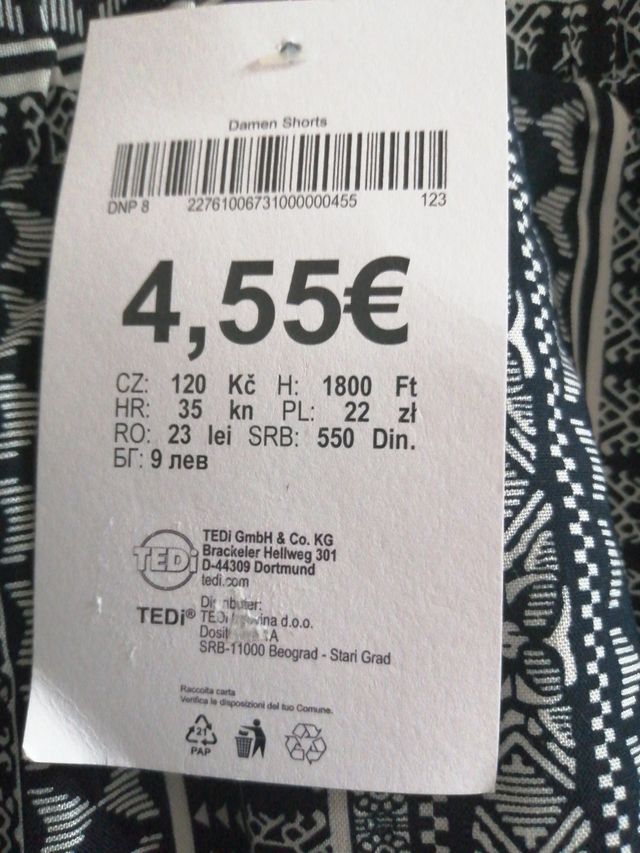 Damen Shorts
DNP 8 22761006731000000455 123
4,55€
CZ: 120 Kč H: 1800 Ft
HR: 35 kn PL: 22 zł
RO: 23 lei SRB: 550 Din.
БГ: 9 лев
TEDi
TEDi GmbH & Co. KG
Brackeler Hellweg 301
D-44309 Dortmund
tedi.com
TEDi®
d.o.o.
SRB-11000 Beograd - Stari Grad
Raccolta carta
Verifica le disposizioni del tuo Comune.
21
PAP